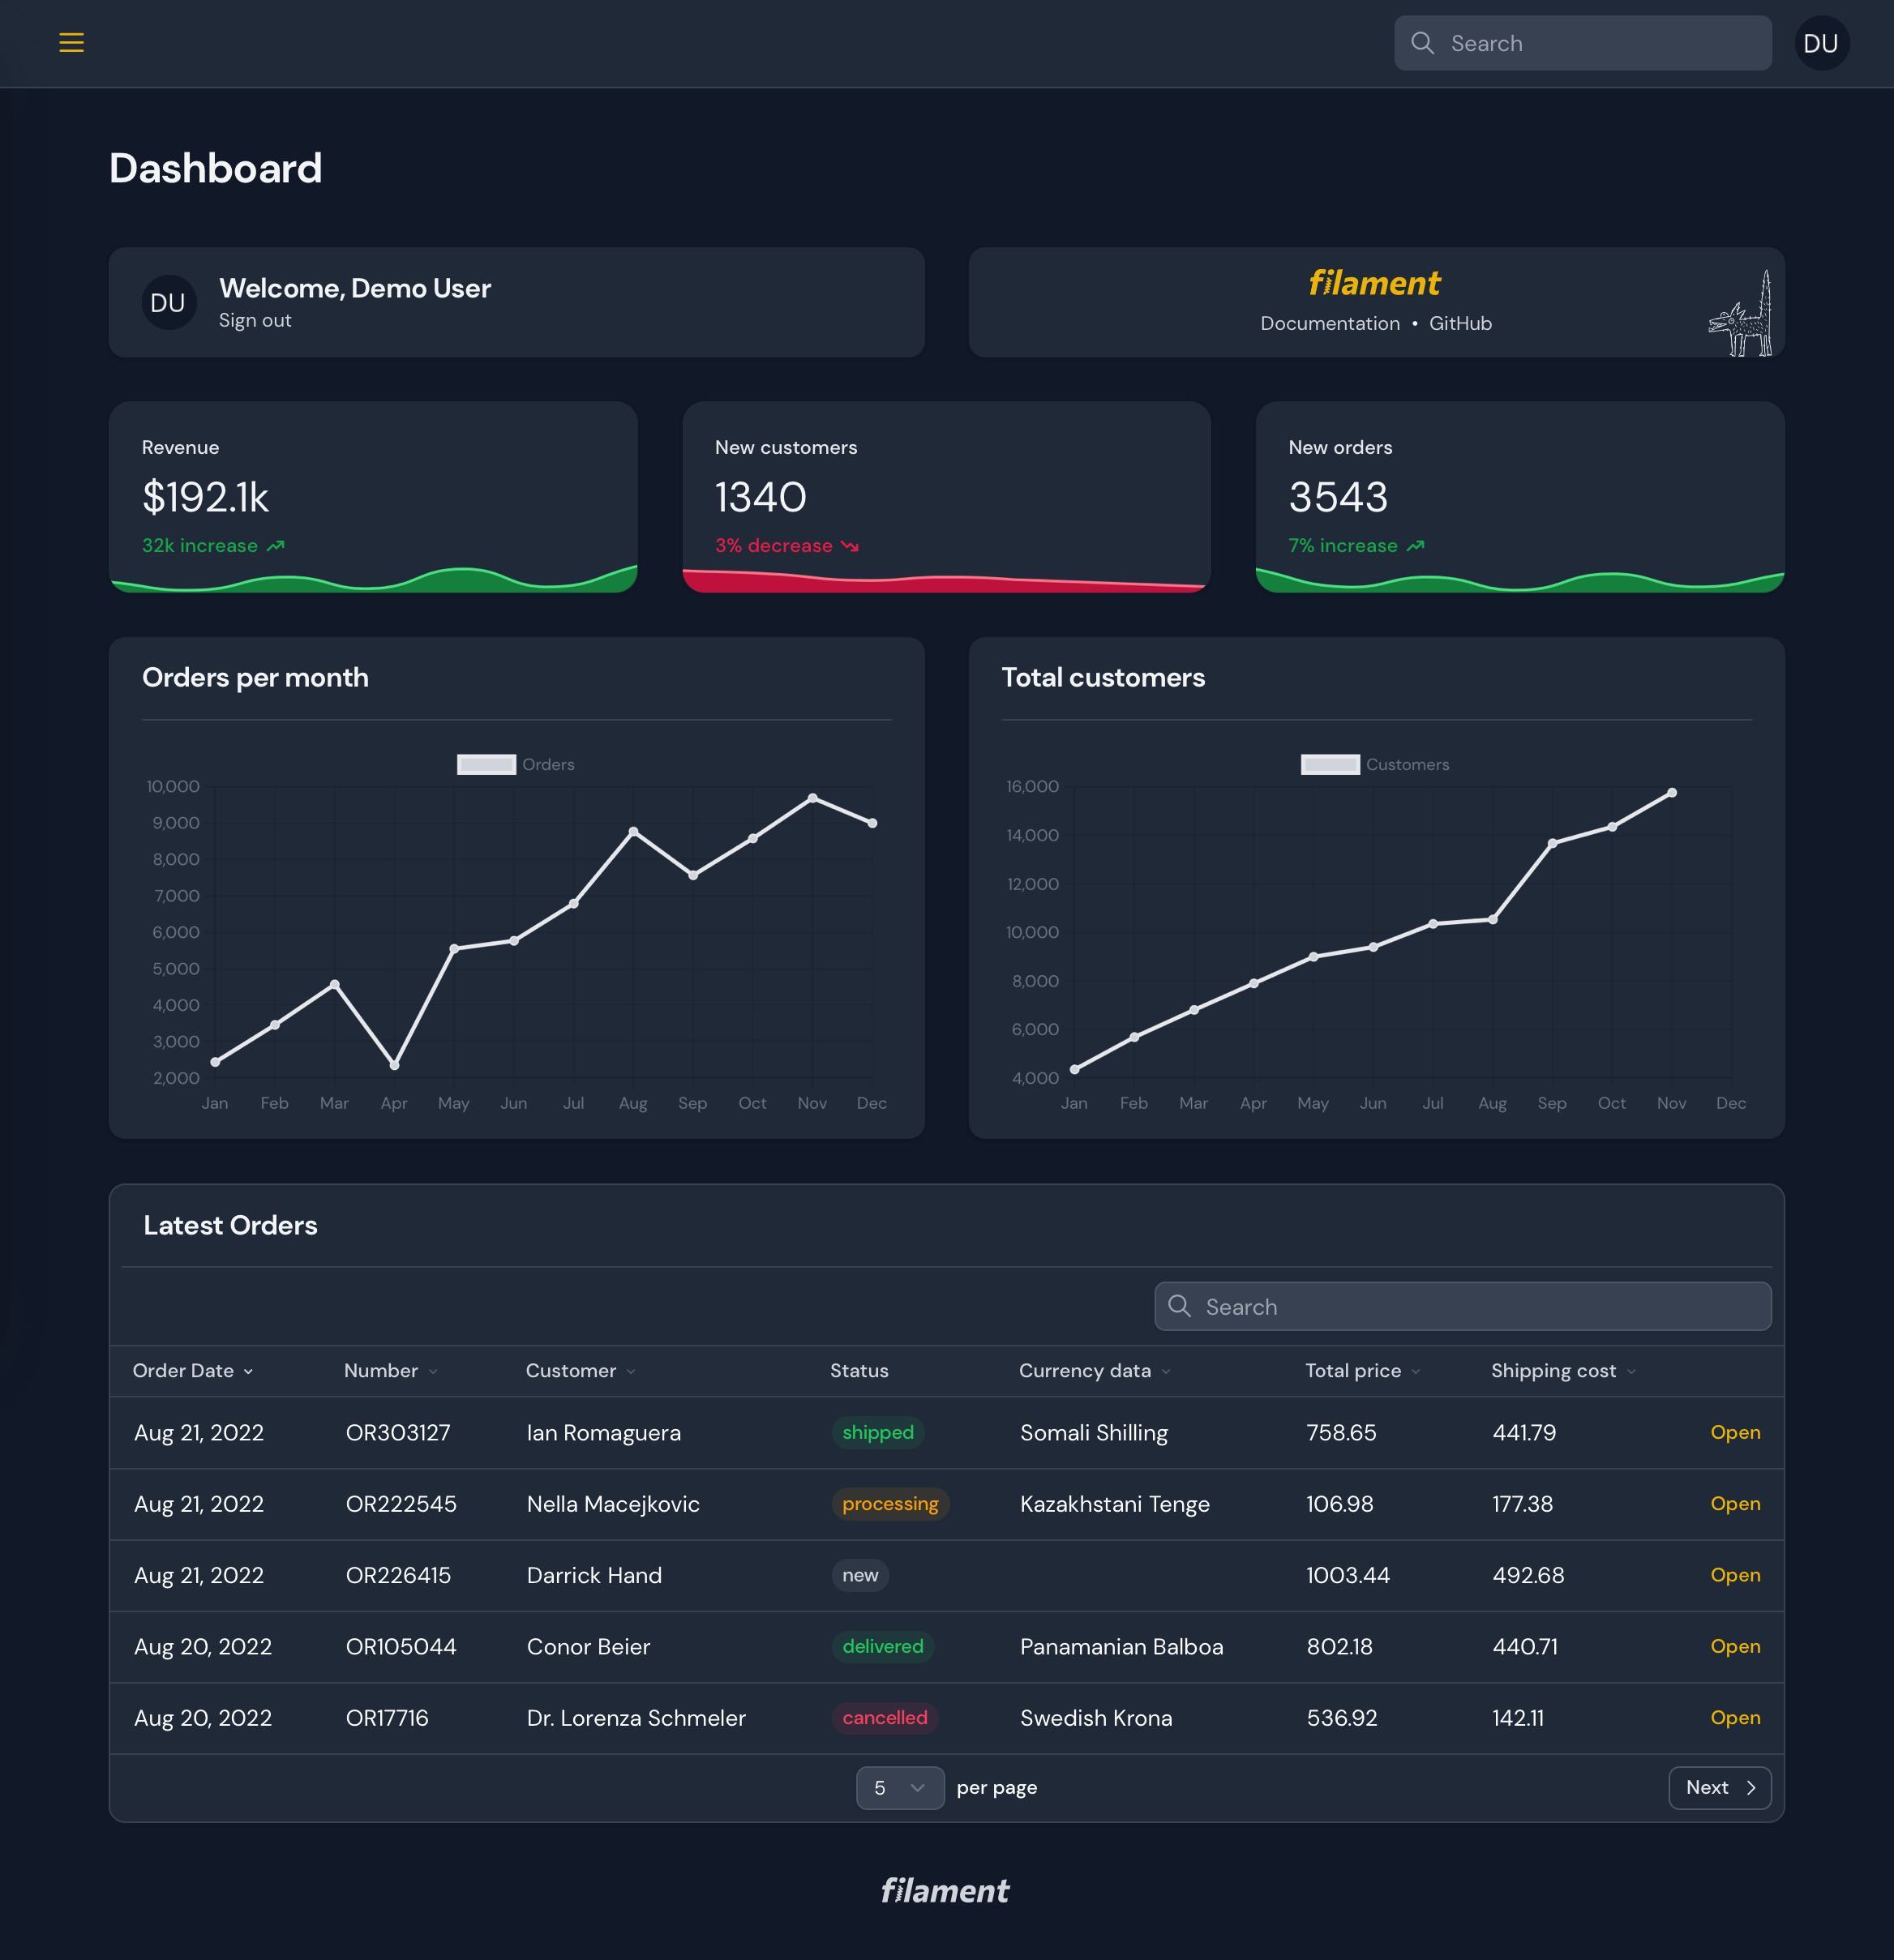 Search
DU
Dashboard
DU
Welcome, Demo User
Sign out
filament
Documentation • GitHub
Revenue
$192.1k
32k increase
New customers
1340
3% decrease
New orders
3543
7% increase
Orders per month
Orders
10,000
9,000
8,000
7,000
6,000
5,000
4,000
3,000
2,000
Jan Feb Mar Apr May Jun Jul Aug Sep Oct Nov Dec
Total customers
Customers
16,000
14,000
12,000
10,000
8,000
6,000
4,000
Jan Feb Mar Apr May Jun Jul Aug Sep Oct Nov Dec
Latest Orders
Search
Order Date Number Customer Status Currency data Total price Shipping cost
Aug 21, 2022 OR303127 Ian Romaguera shipped Somali Shilling 758.65 441.79 Open
Aug 21, 2022 OR222545 Nella Macejkovic processing Kazakhstani Tenge 106.98 177.38 Open
Aug 21, 2022 OR226415 Darrick Hand new 1003.44 492.68 Open
Aug 20, 2022 OR105044 Conor Beier delivered Panamanian Balboa 802.18 440.71 Open
Aug 20, 2022 OR17716 Dr. Lorenza Schmeler cancelled Swedish Krona 536.92 142.11 Open
5 per page
Next
filament